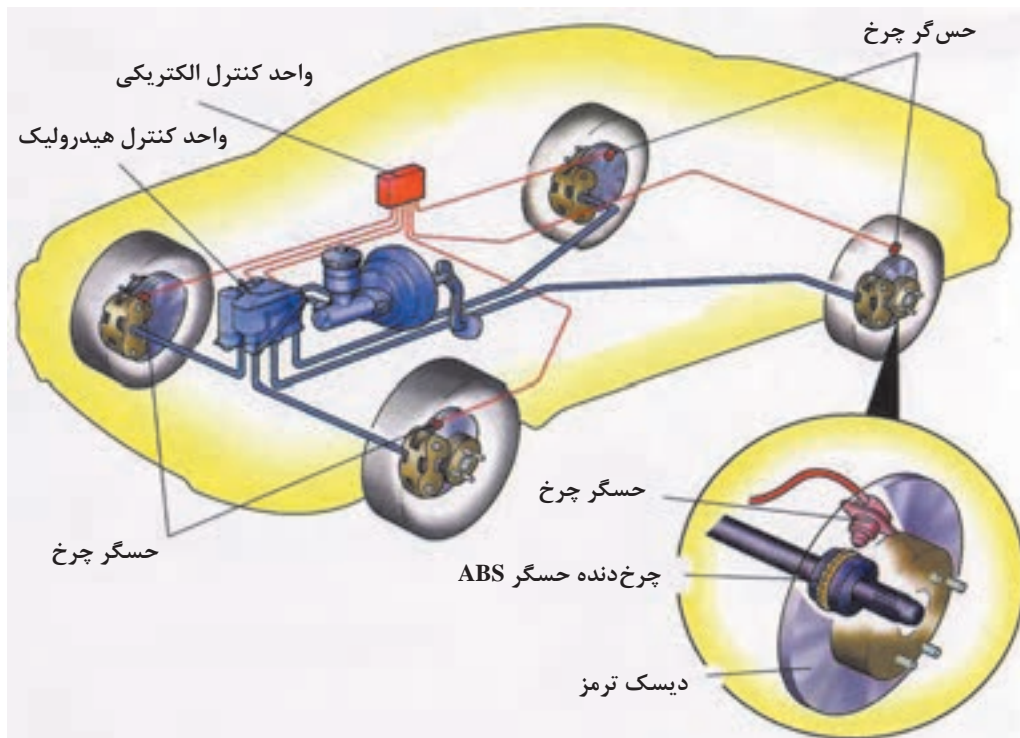 حس‌گر چرخ
واحد کنترل الکتریکی
واحد کنترل هیدرولیک
حسگر چرخ
حسگر چرخ
چرخ‌دنده حسگر ABS
دیسک ترمز